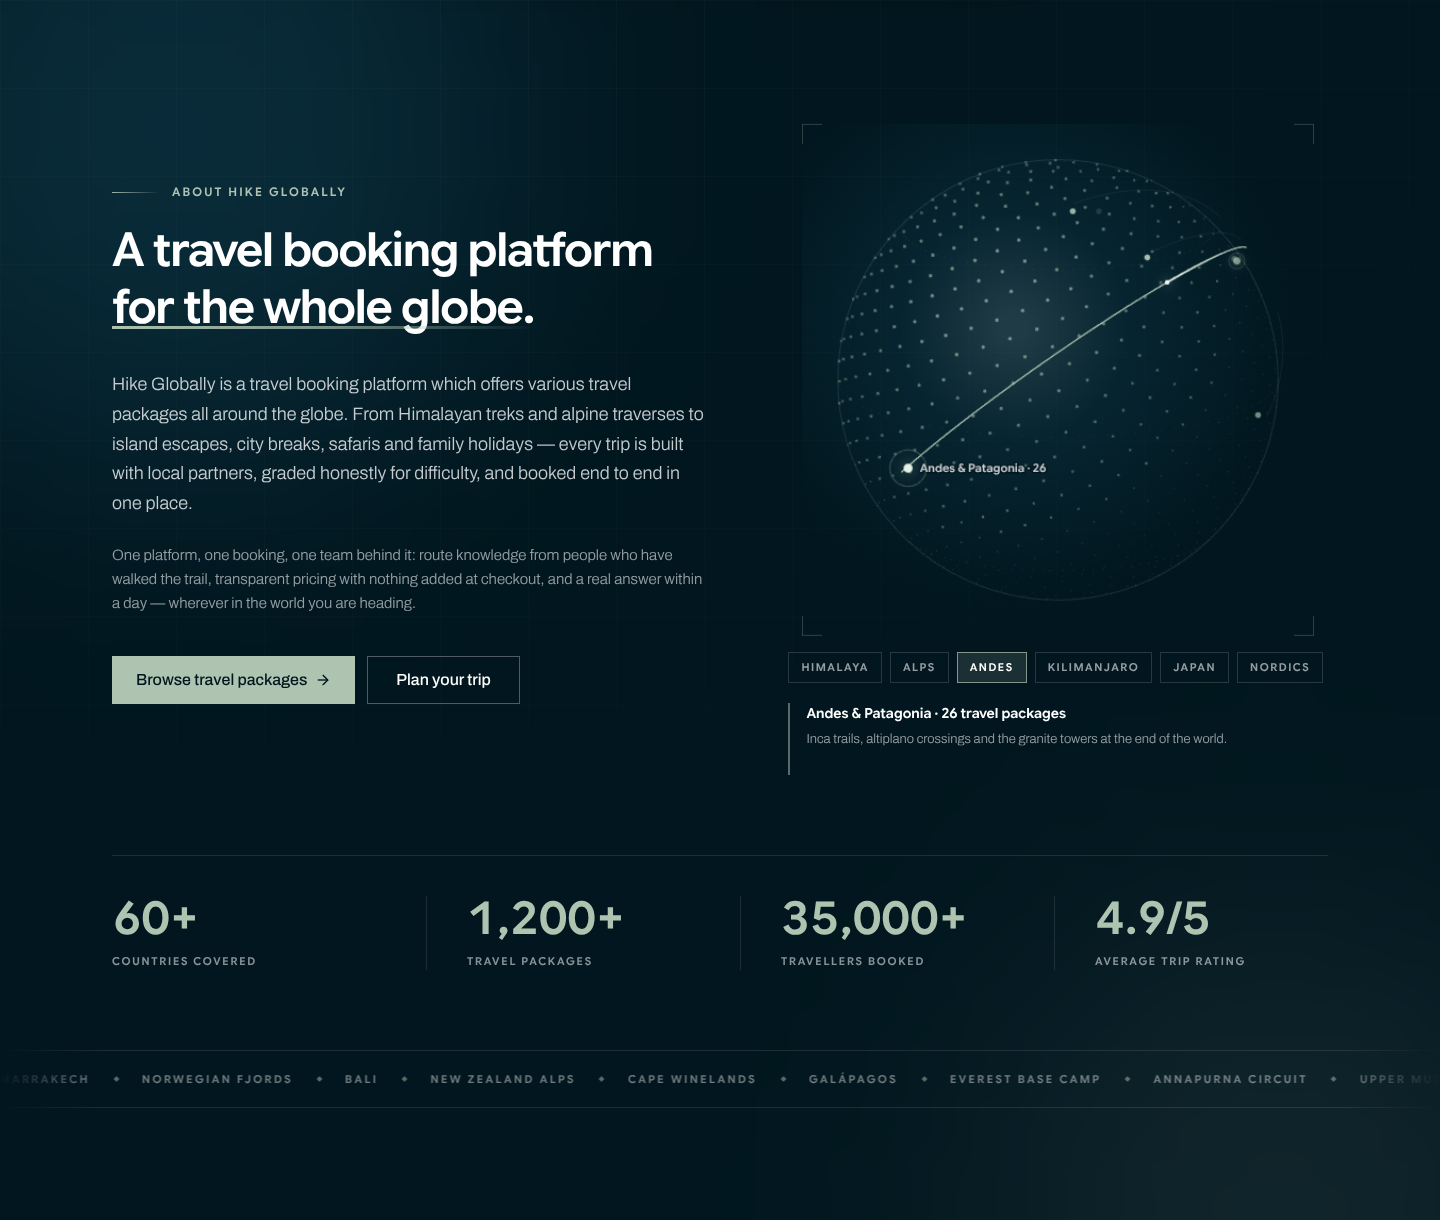 ABOUT HIKE GLOBALLY
A travel booking platform
for the whole globe.
Hike Globally is a travel booking platform which offers various travel
packages all around the globe. From Himalayan treks and alpine traverses to
island escapes, city breaks, safaris and family holidays — every trip is built
with local partners, graded honestly for difficulty, and booked end to end in
one place.
One platform, one booking, one team behind it: route knowledge from people who have
walked the trail, transparent pricing with nothing added at checkout, and a real answer within
a day — wherever in the world you are heading.
Browse travel packages →
Plan your trip
Andes & Patagonia · 26
HIMALAYA ALPS ANDES KILIMANJARO JAPAN NORDICS
Andes & Patagonia · 26 travel packages
Inca trails, altiplano crossings and the granite towers at the end of the world.
60+ 1,200+ 35,000+ 4.9/5
COUNTRIES COVERED TRAVEL PACKAGES TRAVELLERS BOOKED AVERAGE TRIP RATING
ARRAKECH NORWEGIAN FJORDS BALI NEW ZEALAND ALPS CAPE WINELANDS GALÁPAGOS EVEREST BASE CAMP ANNAPURNA CIRCUIT UPPER